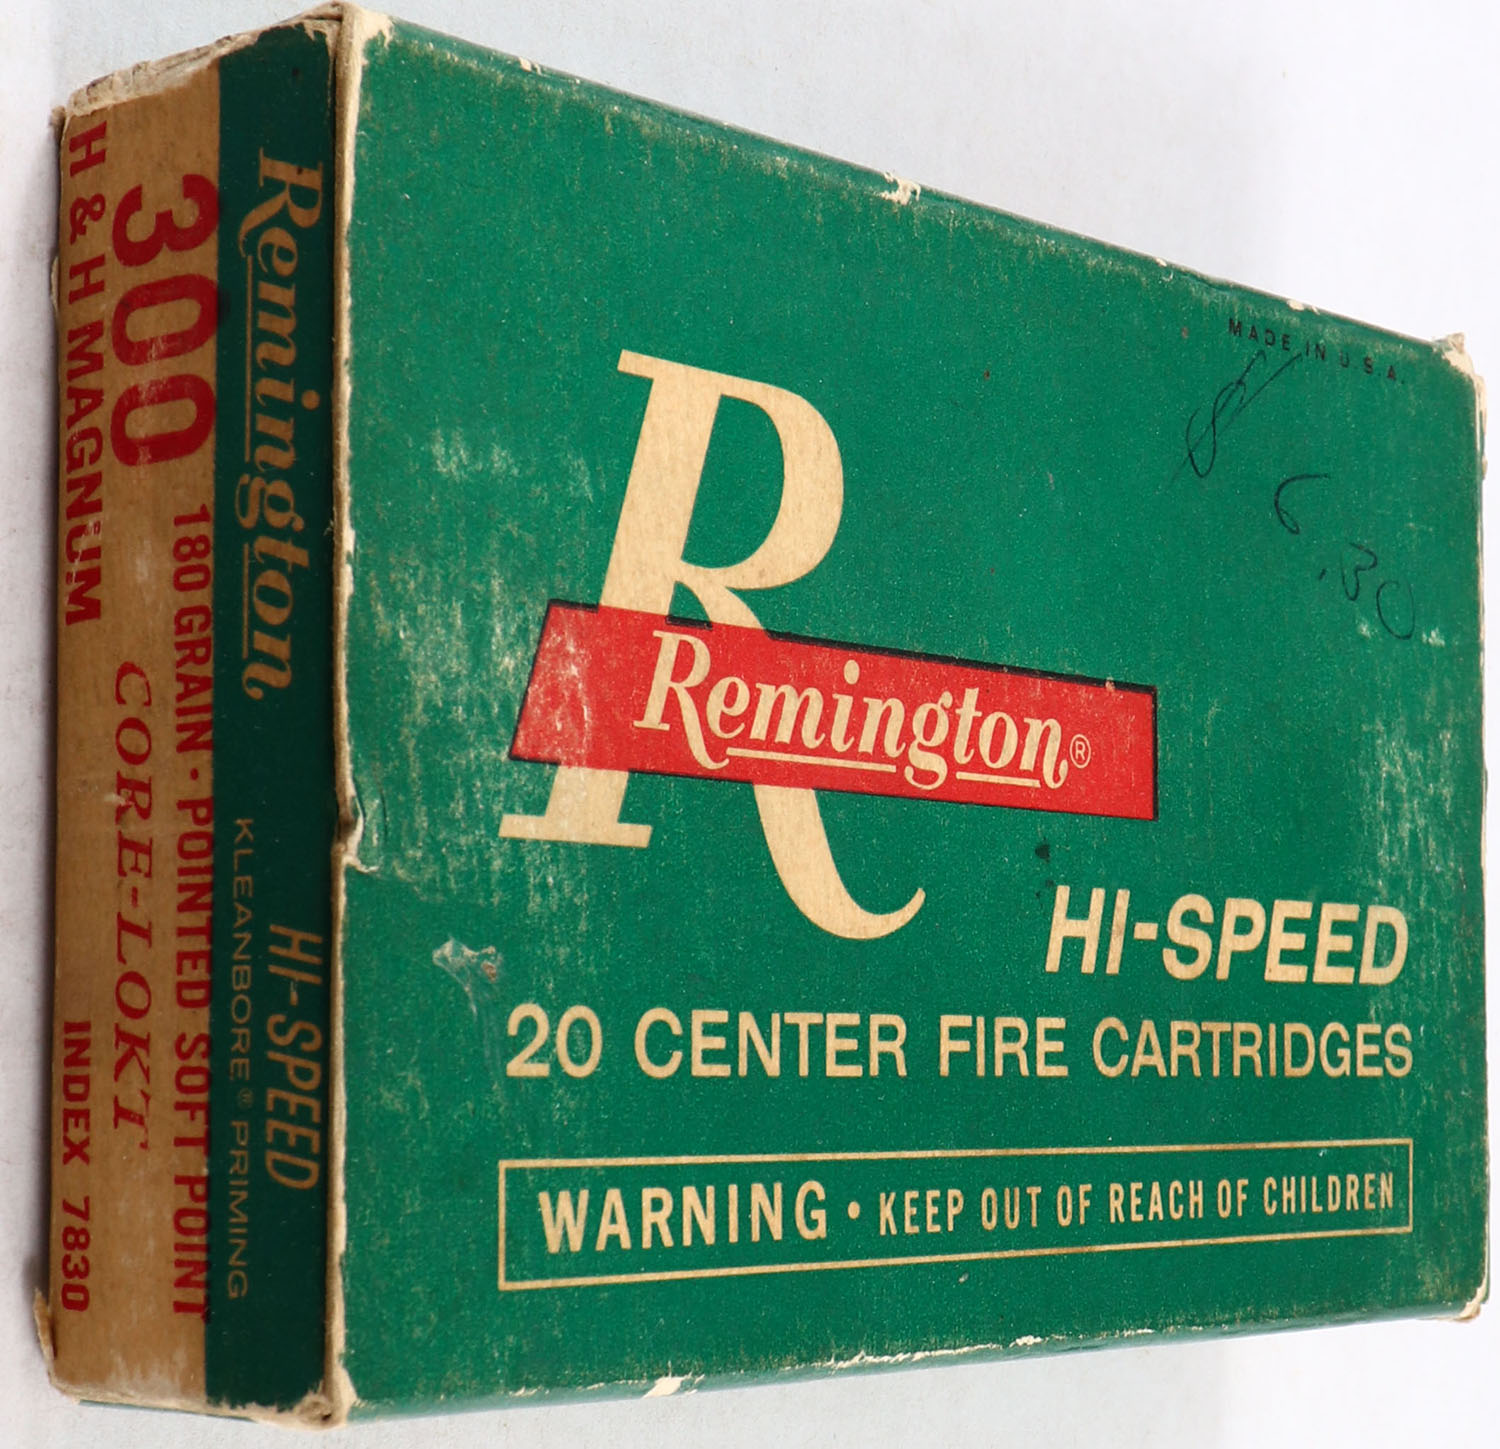 MADE IN U.S.A.
6.30
R
Remington®
HI-SPEED
20 CENTER FIRE CARTRIDGES
WARNING • KEEP OUT OF REACH OF CHILDREN
Remington HI-SPEED
KLEANBORE® PRIMING
180 GRAIN • POINTED SOFT POINT
300 CORE-LOKT
H & H MAGNUM INDEX 7830